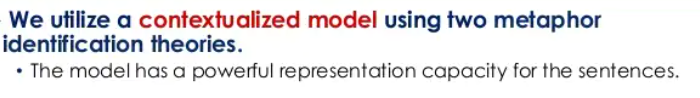 We utilize a contextualized model using two metaphor
identification theories.
• The model has a powerful representation capacity for the sentences.